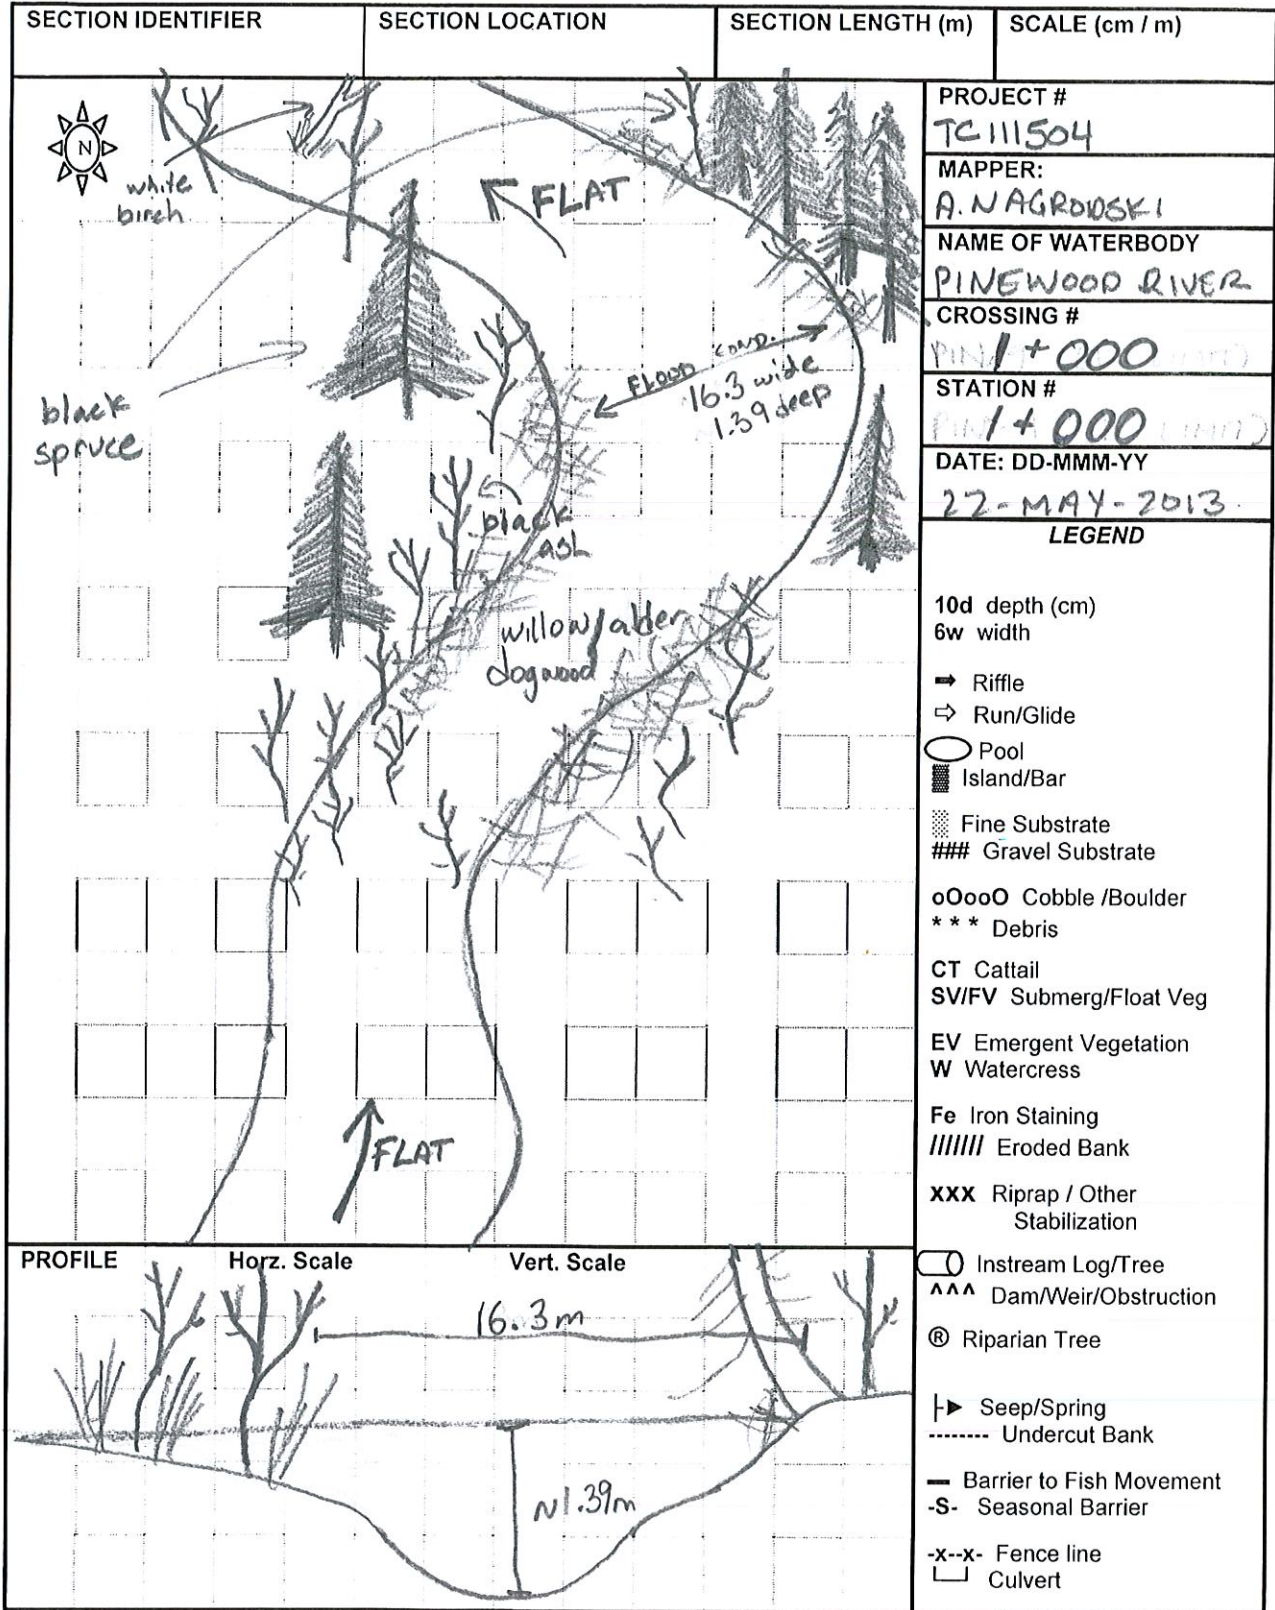 SECTION IDENTIFIER
SECTION LOCATION
SECTION LENGTH (m)
SCALE (cm / m)
N
white
birch
FLAT
black
spruce
FLOOD COND.
16.3 wide
1.39 deep
black
ash
willow/alder
dogwood
FLAT
PROJECT #
TC111504
MAPPER:
A. NAGRODSKI
NAME OF WATERBODY
PINEWOOD RIVER
CROSSING #
1+000
STATION #
1+000
DATE: DD-MMM-YY
22-MAY-2013.
LEGEND
10d depth (cm)
6w width
Riffle
Run/Glide
Pool
Island/Bar
Fine Substrate
### Gravel Substrate
oOooO Cobble /Boulder
* * * Debris
CT Cattail
SV/FV Submerg/Float Veg
EV Emergent Vegetation
W Watercress
Fe Iron Staining
/////// Eroded Bank
XXX Riprap / Other
Stabilization
Instream Log/Tree
^^^ Dam/Weir/Obstruction
® Riparian Tree
Seep/Spring
-------- Undercut Bank
Barrier to Fish Movement
-S- Seasonal Barrier
-x--x- Fence line
Culvert
PROFILE
Horz. Scale
Vert. Scale
16.3m
~1.39m